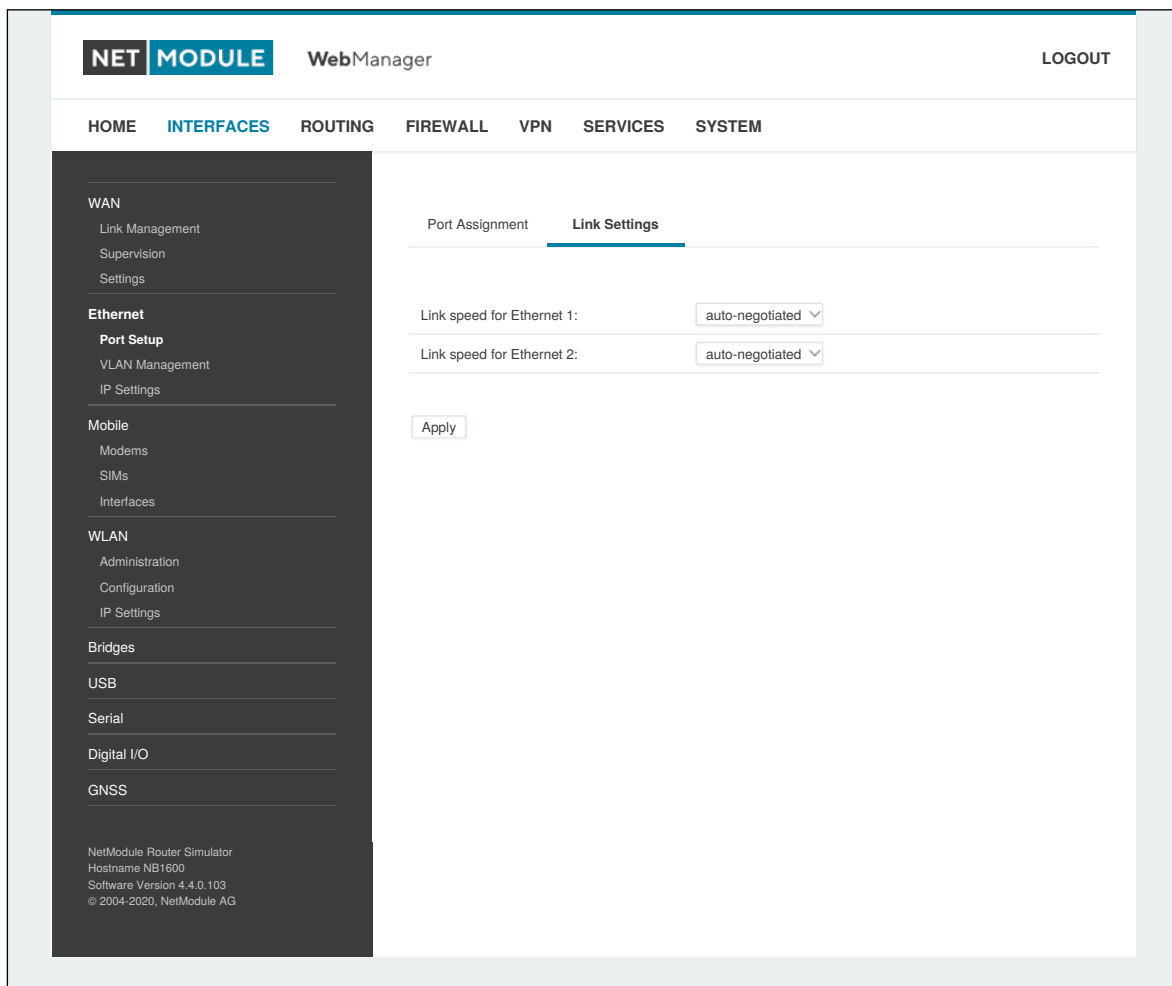 NET MODULE WebManager LOGOUT
HOME INTERFACES ROUTING FIREWALL VPN SERVICES SYSTEM
WAN
Link Management
Supervision
Settings
Ethernet
Port Setup
VLAN Management
IP Settings
Mobile
Modems
SIMs
Interfaces
WLAN
Administration
Configuration
IP Settings
Bridges
USB
Serial
Digital I/O
GNSS
NetModule Router Simulator
Hostname NB1600
Software Version 4.4.0.103
© 2004-2020, NetModule AG
Port Assignment Link Settings
Link speed for Ethernet 1: auto-negotiated
Link speed for Ethernet 2: auto-negotiated
Apply